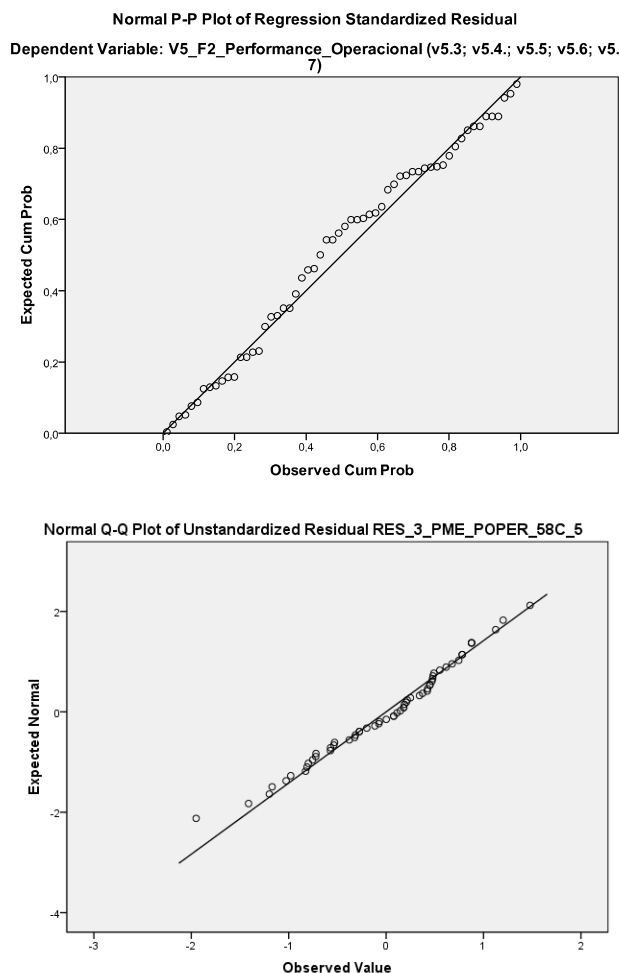 Normal P-P Plot of Regression Standardized Residual
Dependent Variable: V5_F2_Performance_Operacional (v5.3; v5.4.; v5.5; v5.6; v5.
7)
1,0
0,8
0,6
0,4
0,2
0,0
Expected Cum Prob
0,0 0,2 0,4 0,6 0,8 1,0
Observed Cum Prob
Normal Q-Q Plot of Unstandardized Residual RES_3_PME_POPER_58C_5
2
0
-2
-4
Expected Normal
-3 -2 -1 0 1 2
Observed Value